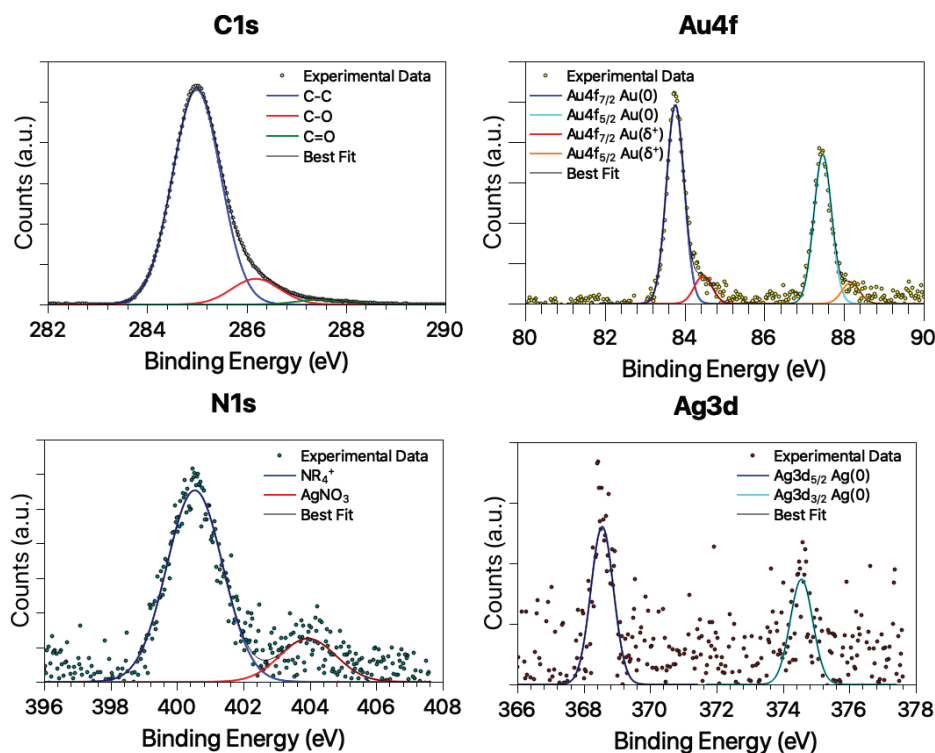 C1s
Counts (a.u.)
Experimental Data
C-C
C-O
C=O
Best Fit
282 284 286 288 290
Binding Energy (eV)
Au4f
Counts (a.u.)
Experimental Data
Au4f₇/₂ Au(0)
Au4f₅/₂ Au(0)
Au4f₇/₂ Au(δ⁺)
Au4f₅/₂ Au(δ⁺)
Best Fit
80 82 84 86 88 90
Binding Energy (eV)
N1s
Counts (a.u.)
Experimental Data
NR₄⁺
AgNO₃
Best Fit
396 398 400 402 404 406 408
Binding Energy (eV)
Ag3d
Counts (a.u.)
Experimental Data
Ag3d₅/₂ Ag(0)
Ag3d₃/₂ Ag(0)
Best Fit
366 368 370 372 374 376 378
Binding Energy (eV)